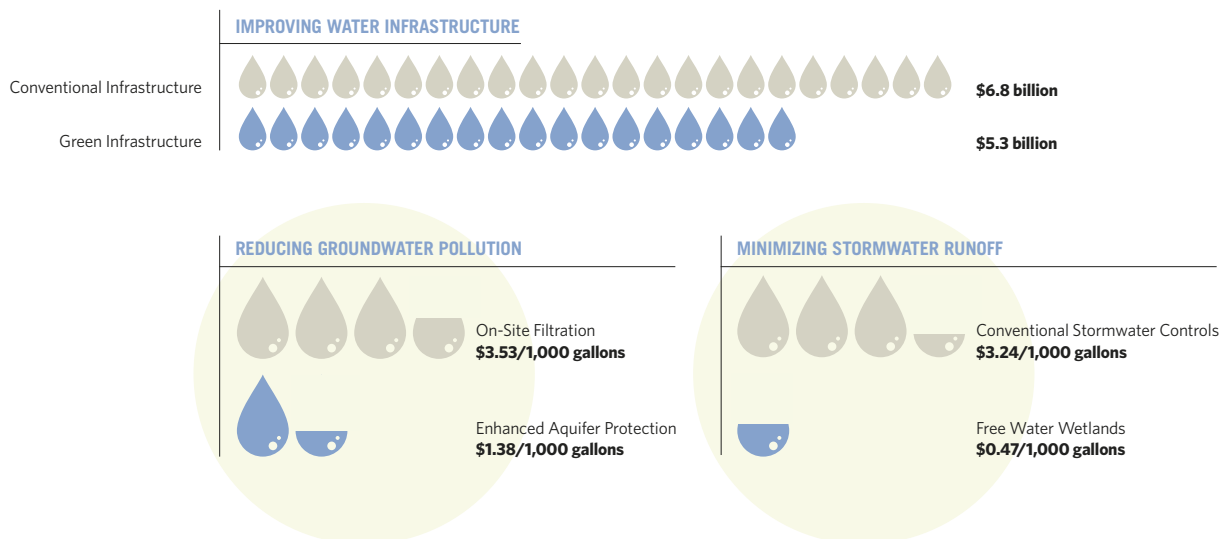 IMPROVING WATER INFRASTRUCTURE
Conventional Infrastructure
$6.8 billion
Green Infrastructure
$5.3 billion
REDUCING GROUNDWATER POLLUTION
On-Site Filtration
$3.53/1,000 gallons
Enhanced Aquifer Protection
$1.38/1,000 gallons
MINIMIZING STORMWATER RUNOFF
Conventional Stormwater Controls
$3.24/1,000 gallons
Free Water Wetlands
$0.47/1,000 gallons